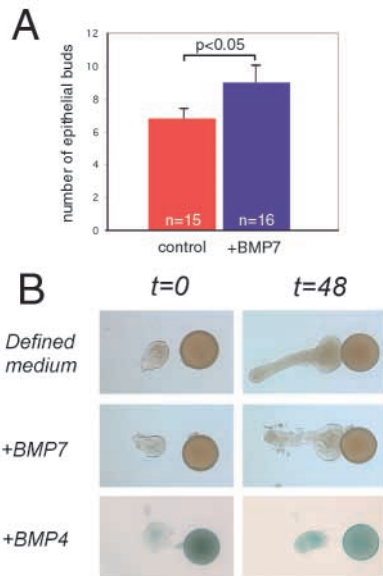 A
number of epithelial buds
12
10
8
6
4
2
0
p<0.05
n=15
n=16
control
+BMP7
B
t=0
t=48
Defined
medium
+BMP7
+BMP4